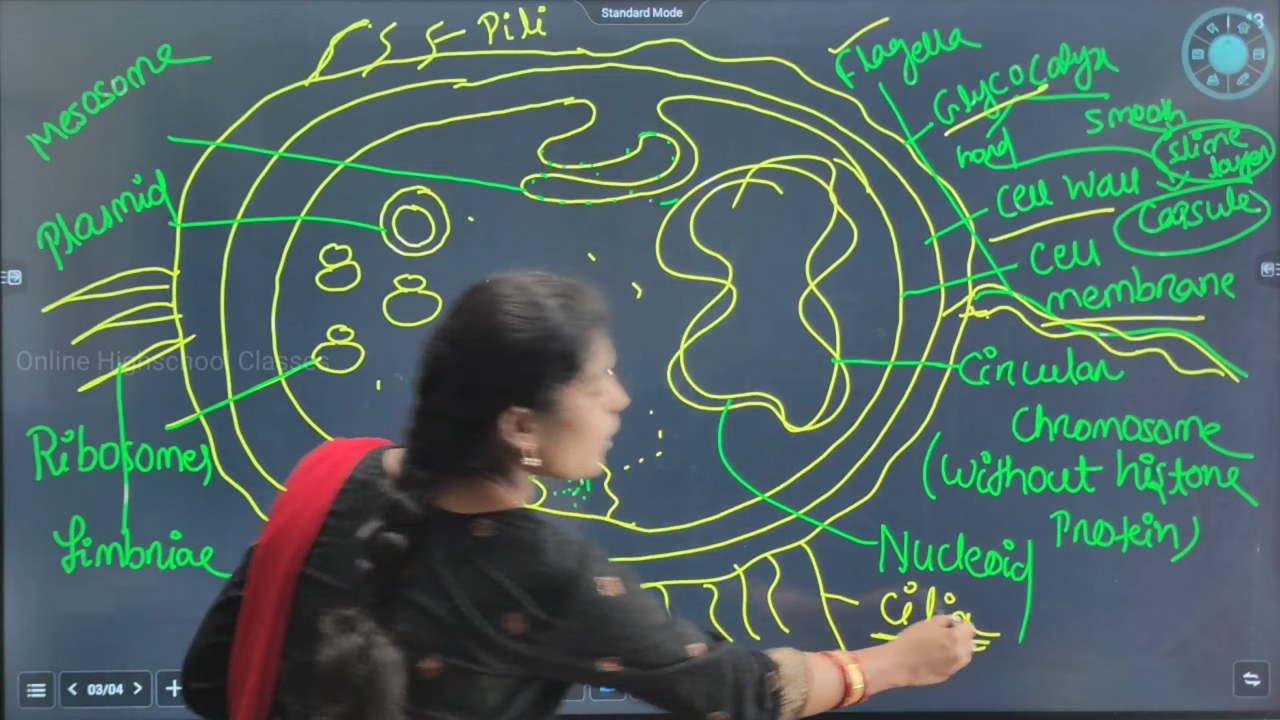 Standard Mode
Pili
Mesosome
Flagella
Glycocalyx
smooth
hard
slime
layer
Plasmid
Cell Wall
Capsule
Cell
membrane
Online Highschool Classes
Circular
Chromosome
(without histone
Protein)
Ribosomes
Fimbriae
Nucleoid
Cilia
03/04